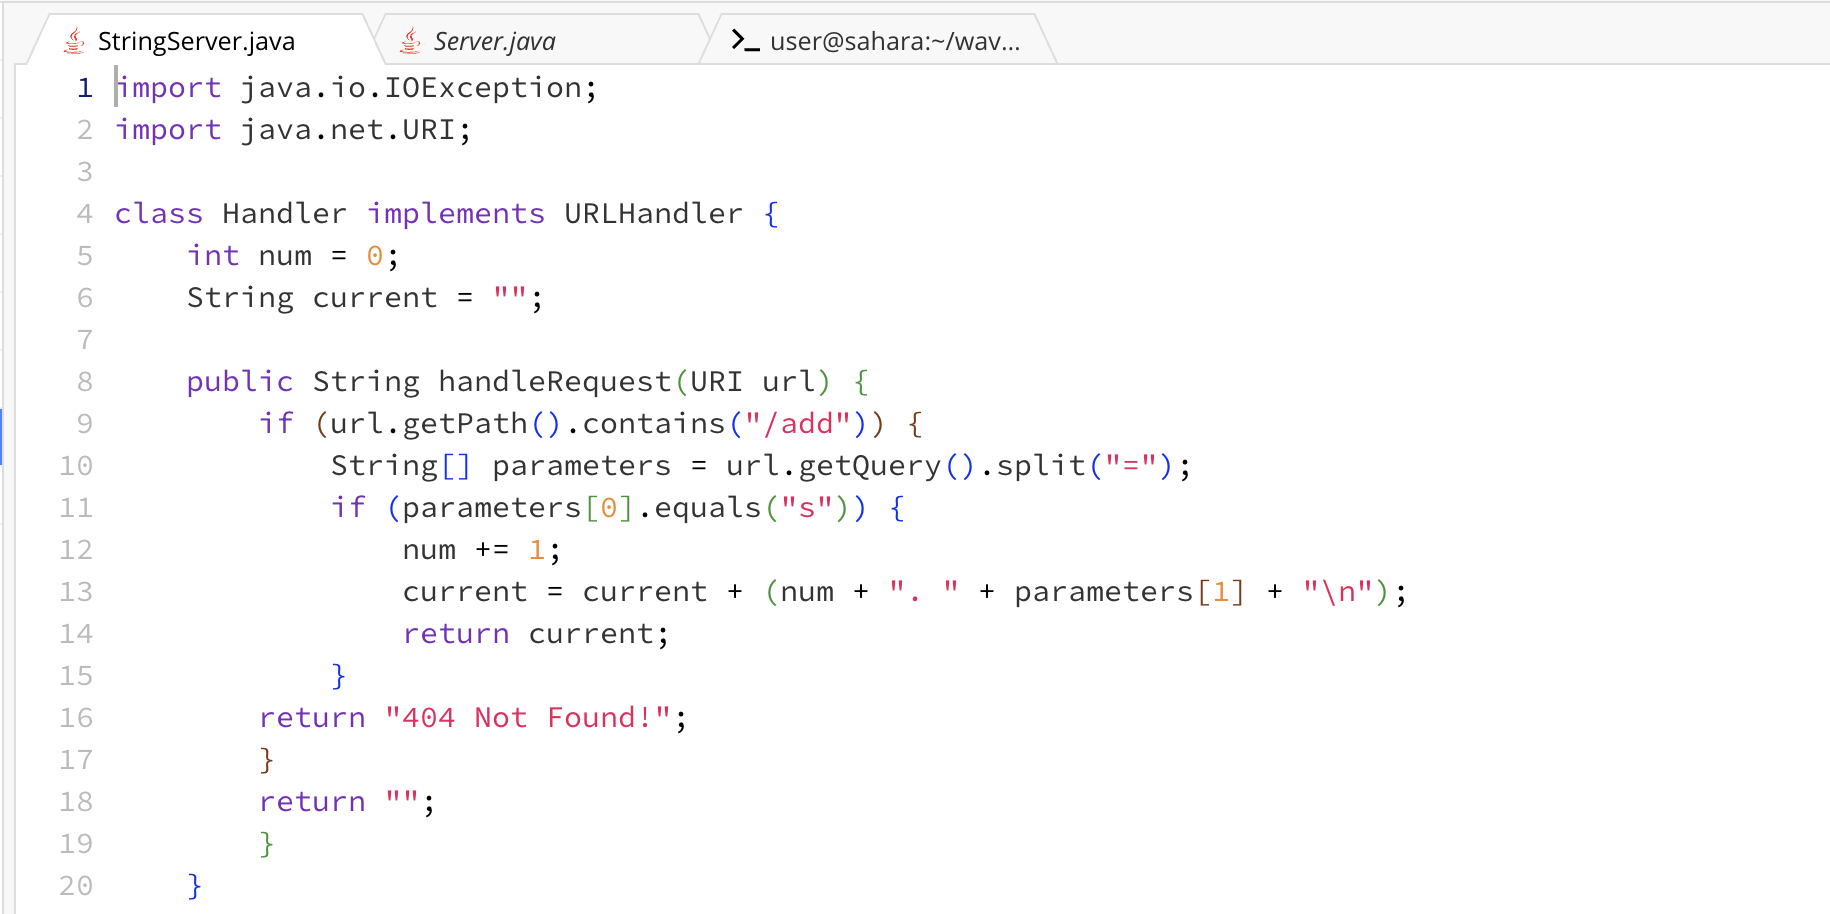 StringServer.java Server.java >_ user@sahara:~/wav...
1 import java.io.IOException;
2 import java.net.URI;
3
4 class Handler implements URLHandler {
5     int num = 0;
6     String current = "";
7
8     public String handleRequest(URI url) {
9         if (url.getPath().contains("/add")) {
10             String[] parameters = url.getQuery().split("=");
11             if (parameters[0].equals("s")) {
12                 num += 1;
13                 current = current + (num + ". " + parameters[1] + "\n");
14                 return current;
15             }
16         return "404 Not Found!";
17         }
18         return "";
19         }
20     }